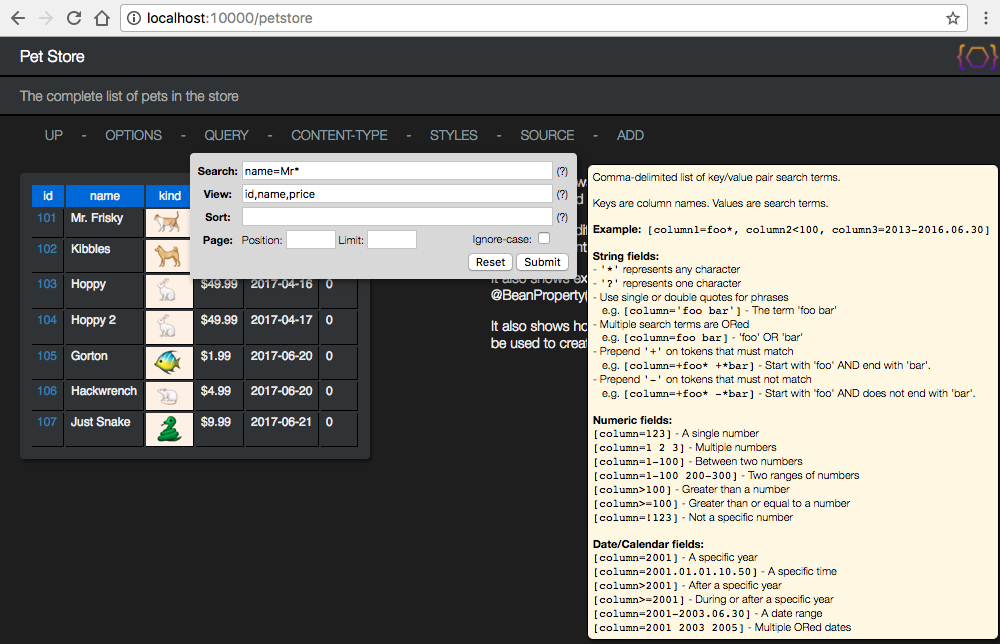 localhost:10000/petstore
Pet Store
The complete list of pets in the store
UP - OPTIONS - QUERY - CONTENT-TYPE - STYLES - SOURCE - ADD
Search: name=Mr* (?)
View: id,name,price (?)
Sort: (?)
Page: Position: Limit: Ignore-case:
Reset Submit
id name kind
101 Mr. Frisky
102 Kibbles
103 Hoppy $49.99 2017-04-16 0
104 Hoppy 2 $49.99 2017-04-17 0
105 Gorton $1.99 2017-06-20 0
106 Hackwrench $4.99 2017-06-20 0
107 Just Snake $9.99 2017-06-21 0
It also shows ex
@BeanProperty(
It also shows ho
be used to creat
Comma-delimited list of key/value pair search terms.
Keys are column names. Values are search terms.
Example: [column1=foo*, column2<100, column3=2013-2016.06.30]
String fields:
- '*' represents any character
- '?' represents one character
- Use single or double quotes for phrases
e.g. [column='foo bar'] - The term 'foo bar'
- Multiple search terms are ORed
e.g. [column=foo bar] - 'foo' OR 'bar'
- Prepend '+' on tokens that must match
e.g. [column=+foo* +*bar] - Start with 'foo' AND end with 'bar'.
- Prepend '-' on tokens that must not match
e.g. [column=+foo* -*bar] - Start with 'foo' AND does not end with 'bar'.
Numeric fields:
[column=123] - A single number
[column=1 2 3] - Multiple numbers
[column=1-100] - Between two numbers
[column=1-100 200-300] - Two ranges of numbers
[column>100] - Greater than a number
[column>=100] - Greater than or equal to a number
[column=!123] - Not a specific number
Date/Calendar fields:
[column=2001] - A specific year
[column=2001.01.01.10.50] - A specific time
[column>2001] - After a specific year
[column>=2001] - During or after a specific year
[column=2001-2003.06.30] - A date range
[column=2001 2003 2005] - Multiple ORed dates